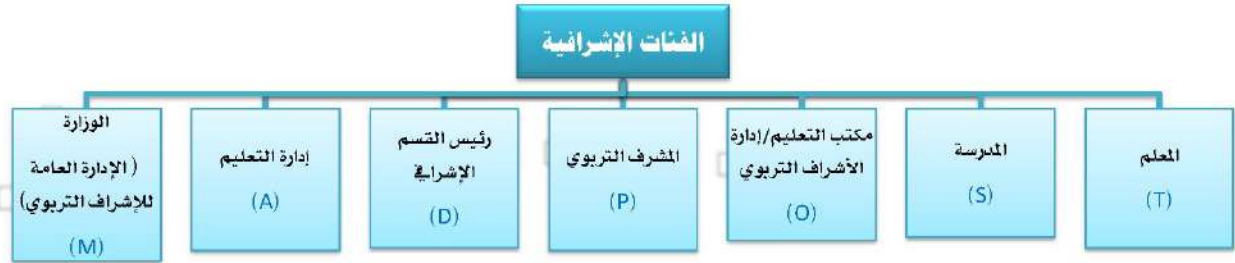 الفئات الإشرافية
المعلم
(T)
المدرسة
(S)
مكتب التعليم/إدارة
الأشراف التربوي
(O)
المشرف التربوي
(P)
رئيس القسم
الإشرافي
(D)
إدارة التعليم
(A)
الوزارة
( الإدارة العامة
للإشراف التربوي)
(M)